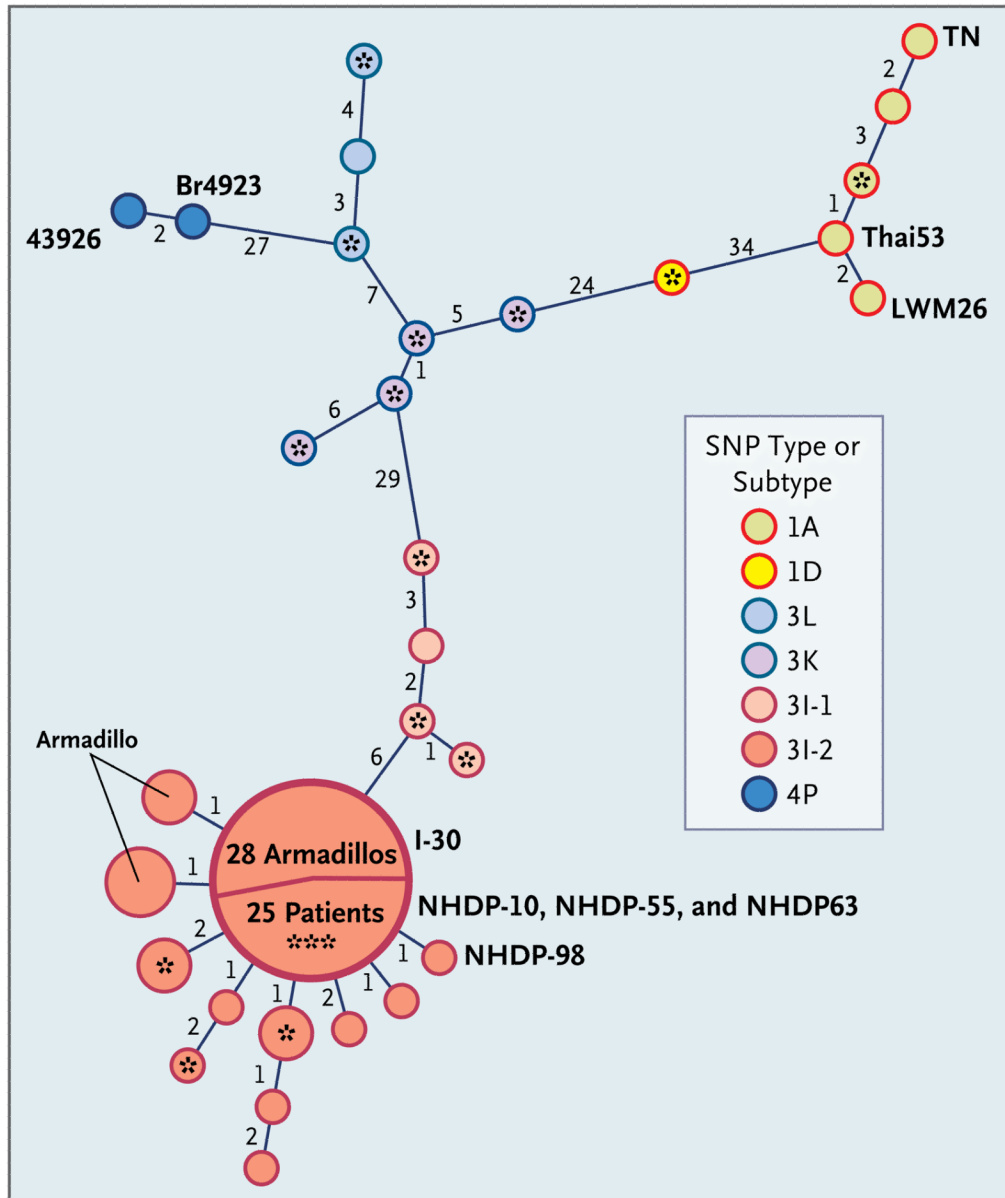 TN
2
*
4
3
*
Br4923
1
3
43926
2
27
*
Thai53
34
2
*
24
7
*
LWM26
5
*
1
*
6
*
29
SNP Type or
Subtype
1A
1D
3L
3K
3I-1
3I-2
4P
*
3
2
*
Armadillo
6
1
*
1
28 Armadillos
I-30
1
25 Patients
***
NHDP-10, NHDP-55, and NHDP63
2
*
1
NHDP-98
1
1
2
1
2
*
*
1
2